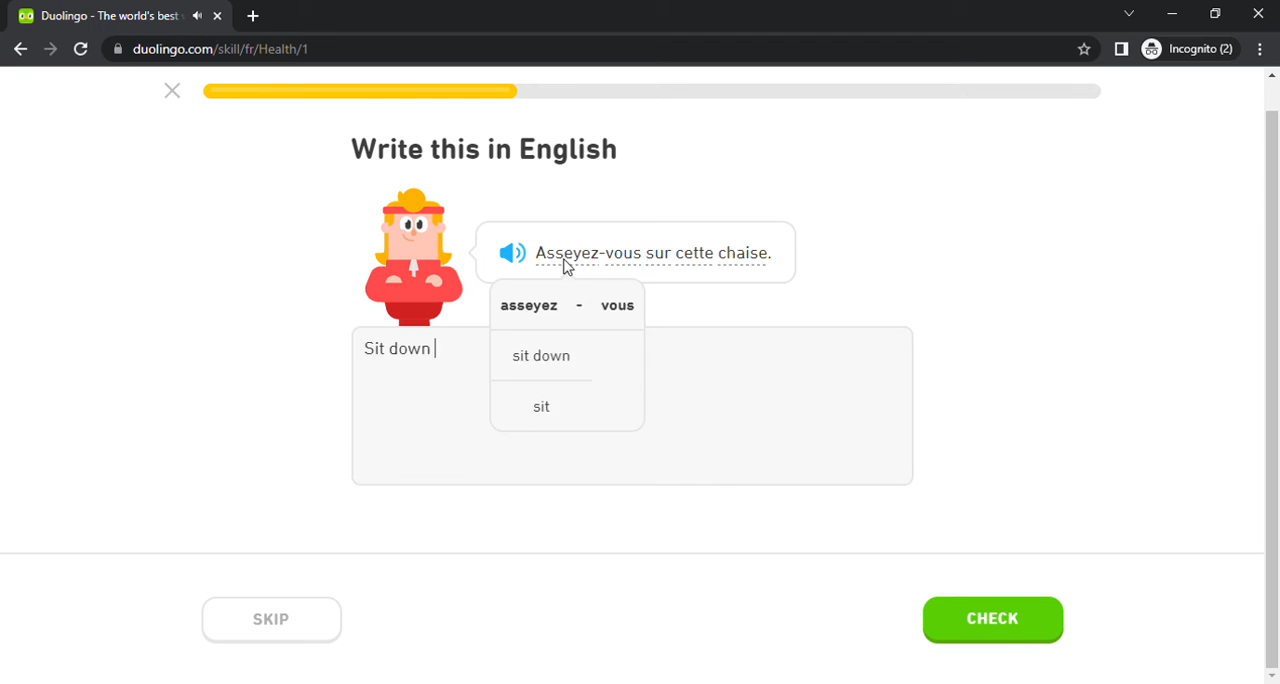 Duolingo - The world's best
duolingo.com/skill/fr/Health/1
Incognito (2)
Write this in English
Asseyez-vous sur cette chaise.
asseyez - vous
sit down
sit
Sit down
SKIP
CHECK